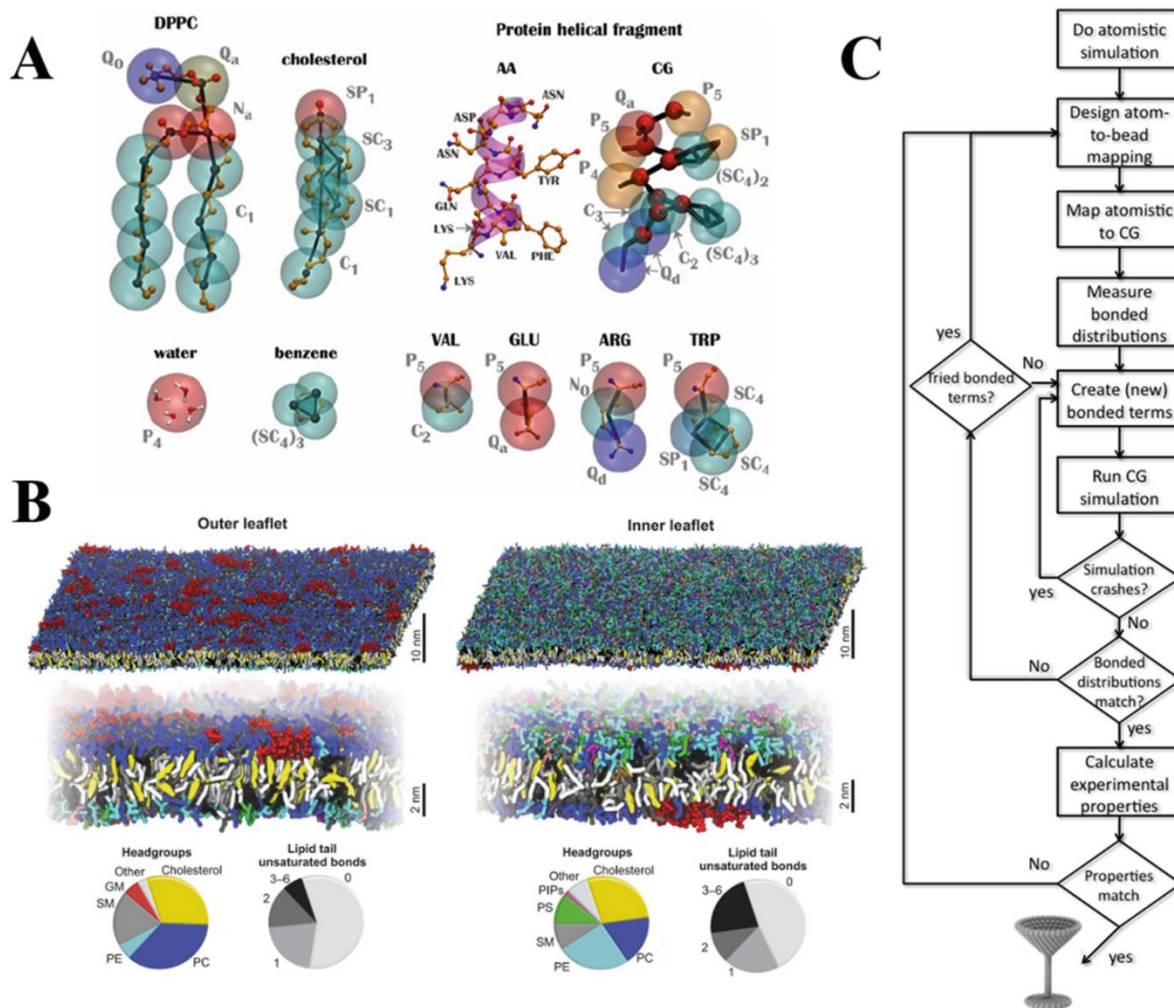 A
DPPC
Q0
Qa
Na
C1
cholesterol
SP1
SC3
SC1
C1
Protein helical fragment
AA
ASN
ASP
ASN
TYR
GLN
LYS
VAL
PHE
LYS
CG
Qa
P5
P5
SP1
P4
(SC4)2
C3
C2
(SC4)3
Qd
water
P4
benzene
(SC4)3
VAL
P5
C2
GLU
P5
Qa
ARG
P5
N0
Qd
TRP
P5
SC4
SP1
SC4
SC4
B
Outer leaflet
10 nm
2 nm
Headgroups
Other
Cholesterol
GM
SM
PE
PC
Lipid tail
unsaturated bonds
3–6
0
2
1
Inner leaflet
10 nm
2 nm
Headgroups
Other
Cholesterol
PIPs
PS
SM
PE
PC
Lipid tail
unsaturated bonds
3–6
0
2
1
C
Do atomistic
simulation
Design atom-
to-bead
mapping
Map atomistic
to CG
Measure
bonded
distributions
yes
Tried bonded
terms?
No
Create (new)
bonded terms
Run CG
simulation
Simulation
crashes?
yes
No
Bonded
distributions
match?
No
yes
Calculate
experimental
properties
No
Properties
match
yes